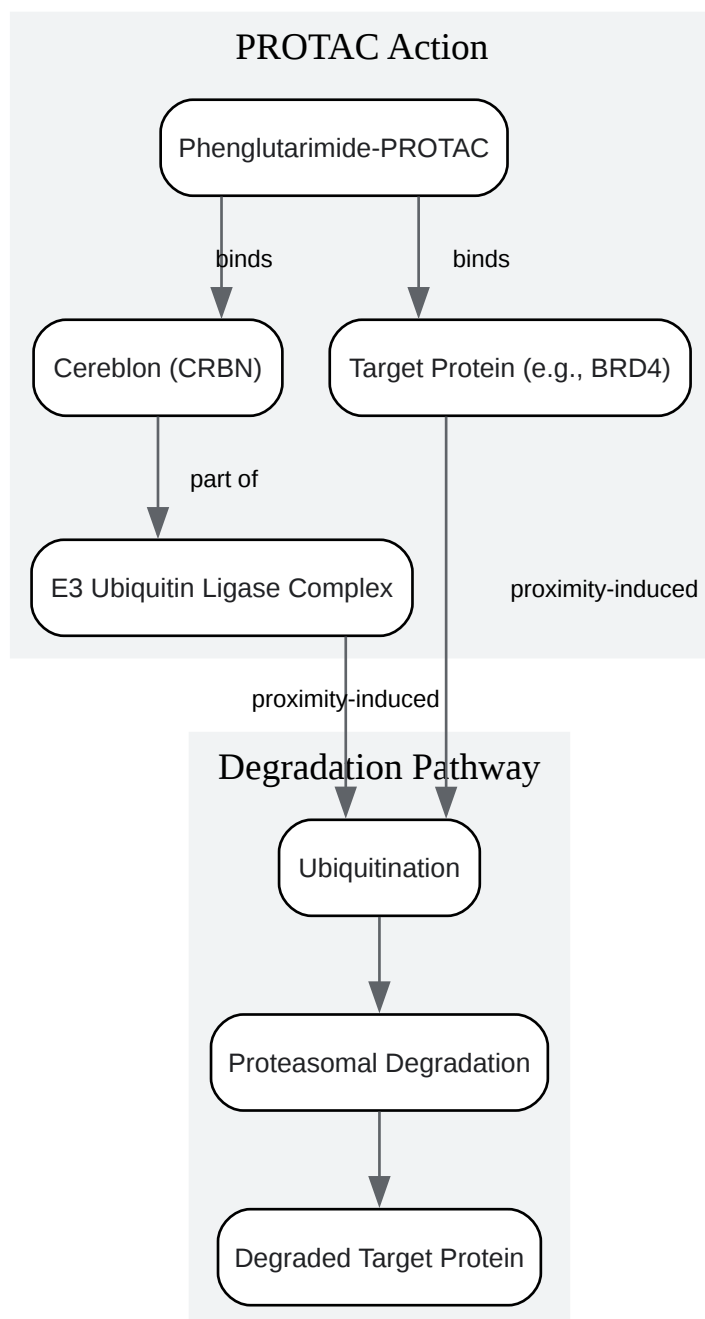 PROTAC Action
Phenglutarimide-PROTAC
binds
binds
Cereblon (CRBN)
Target Protein (e.g., BRD4)
part of
E3 Ubiquitin Ligase Complex
proximity-induced
proximity-induced
Degradation Pathway
Ubiquitination
Proteasomal Degradation
Degraded Target Protein